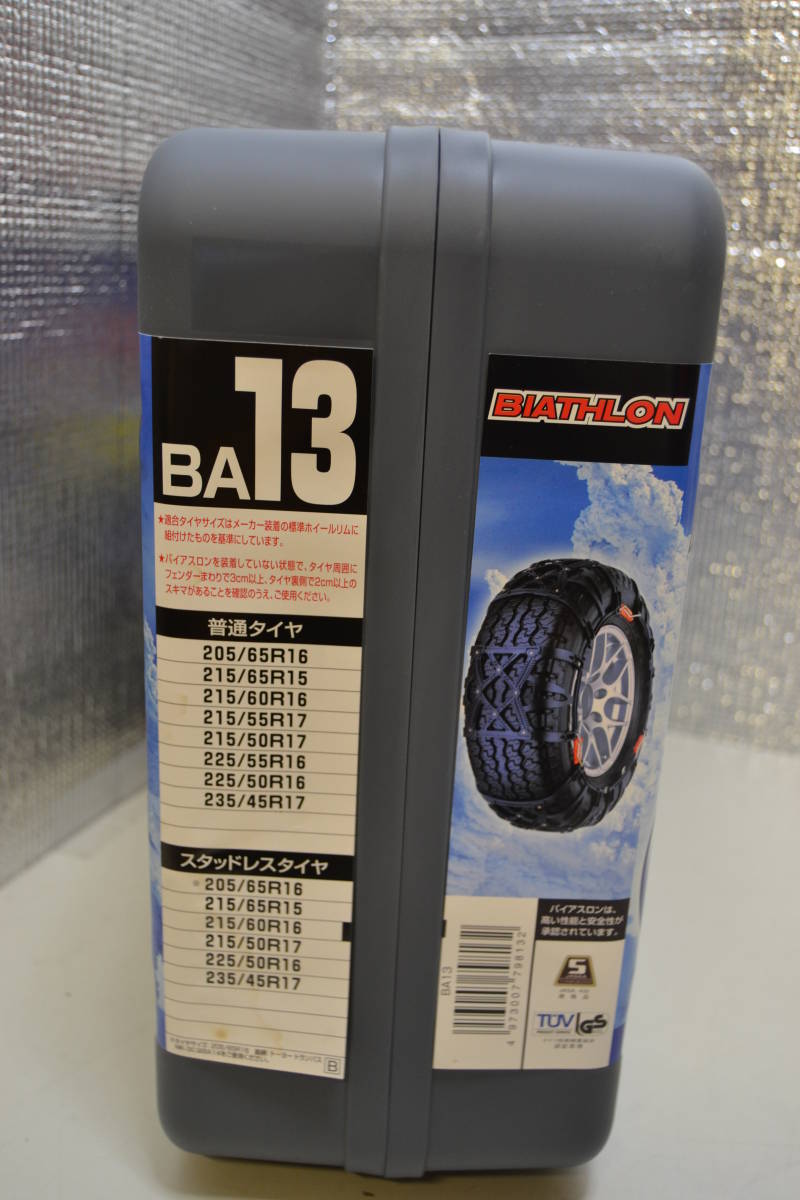 BA13
★適合タイヤサイズはメーカー装着の標準ホイールリムに
組付けたものを基準にしています。
★バイアスロンを装着していない状態で、タイヤ周囲に
フェンダーまわりで3cm以上、タイヤ裏側で2cm以上の
スキマがあることを確認のうえ、ご使用ください。
普通タイヤ
205/65R16
215/65R15
215/60R16
215/55R17
215/50R17
225/55R16
225/50R16
235/45R17
スタッドレスタイヤ
※205/65R16
215/65R15
215/60R16
215/50R17
225/50R16
235/45R17
B
BIATHLON
BA13
4 973007 798132
バイアスロンは、
高い性能と安全性が
承認されています。
S
TÜV
GS